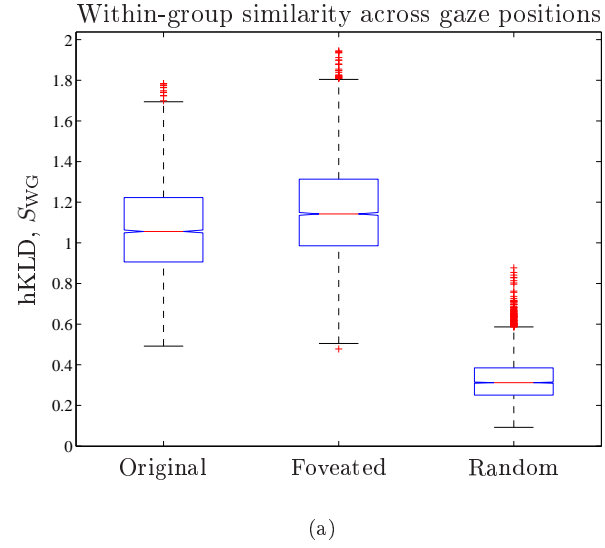 Within-group similarity across gaze positions
hKLD, S_WG
2
1.8
1.6
1.4
1.2
1
0.8
0.6
0.4
0.2
0
Original Foveated Random
(a)